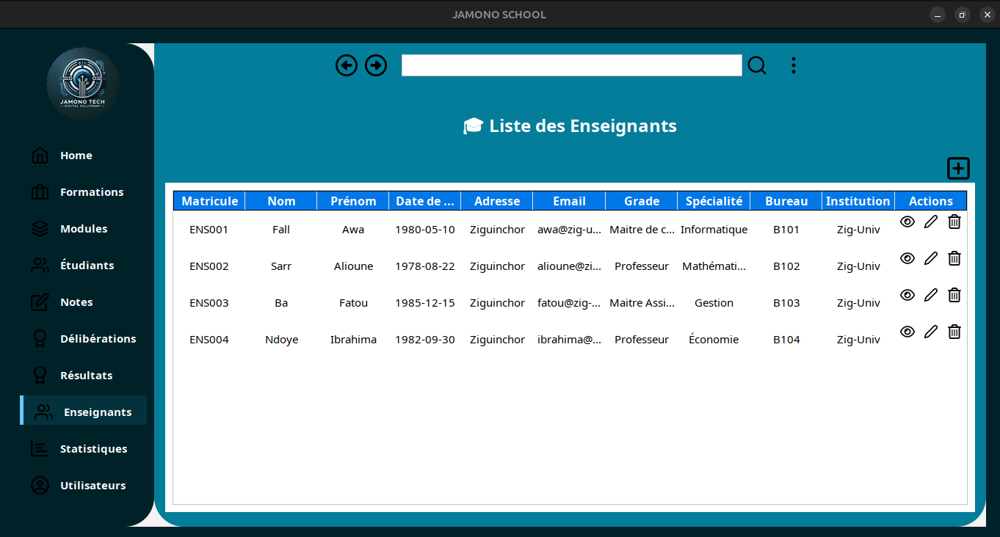 JAMONO SCHOOL
JAMONO TECH
Home
Formations
Modules
Étudiants
Notes
Délibérations
Résultats
Enseignants
Statistiques
Utilisateurs
Liste des Enseignants
Matricule Nom Prénom Date de ... Adresse Email Grade Spécialité Bureau Institution Actions
ENS001 Fall Awa 1980-05-10 Ziguinchor awa@zig-u... Maitre de c... Informatique B101 Zig-Univ
ENS002 Sarr Alioune 1978-08-22 Ziguinchor alioune@zi... Professeur Mathémati... B102 Zig-Univ
ENS003 Ba Fatou 1985-12-15 Ziguinchor fatou@zig-... Maitre Assi... Gestion B103 Zig-Univ
ENS004 Ndoye Ibrahima 1982-09-30 Ziguinchor ibrahima@... Professeur Économie B104 Zig-Univ